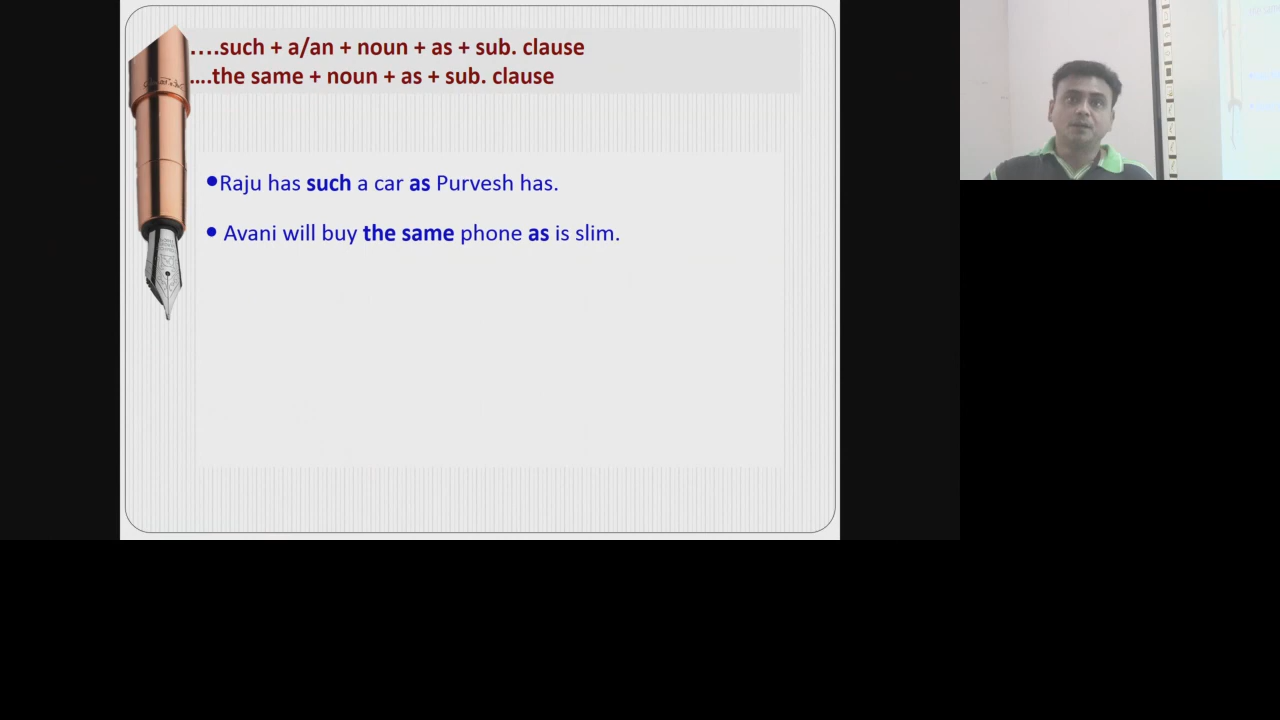 ....such + a/an + noun + as + sub. clause
....the same + noun + as + sub. clause
•Raju has such a car as Purvesh has.
• Avani will buy the same phone as is slim.